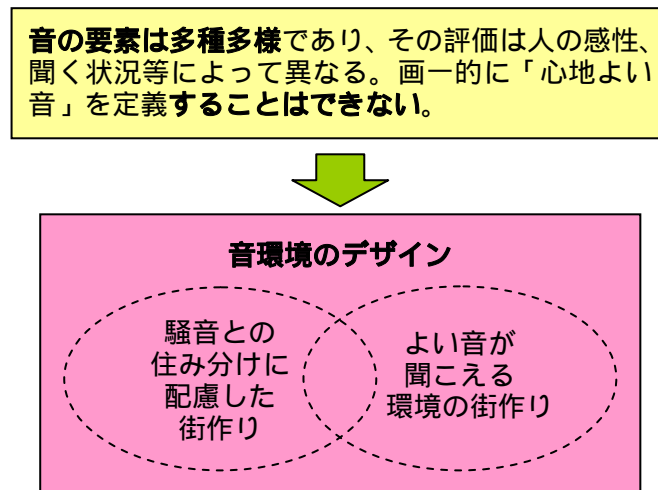 音の要素は多種多様であり、その評価は人の感性、
聞く状況等によって異なる。画一的に「心地よい
音」を定義することはできない。
音環境のデザイン
騒音との
住み分けに
配慮した
街作り
よい音が
聞こえる
環境の街作り